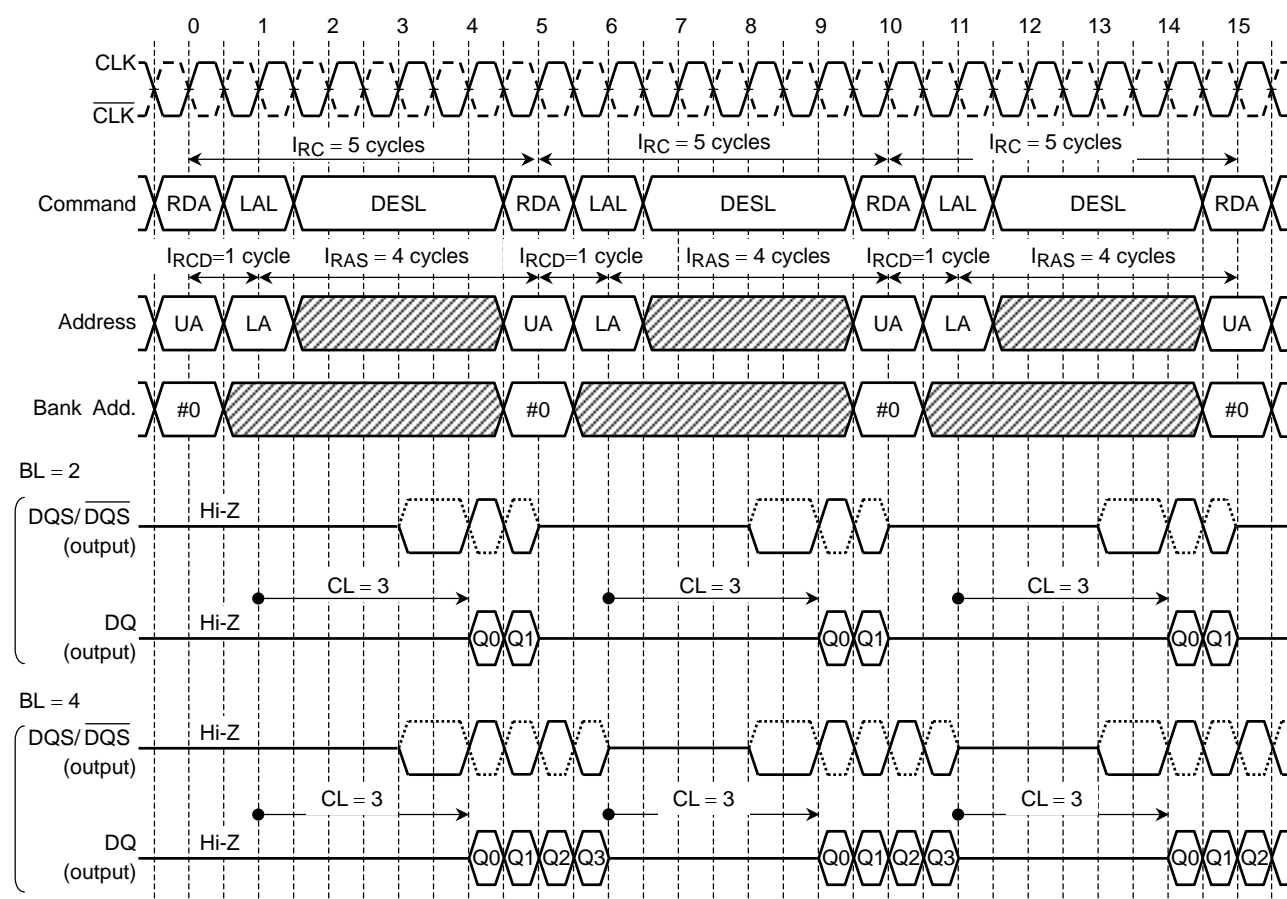 0 1 2 3 4 5 6 7 8 9 10 11 12 13 14 15
CLK
CLK
IRC = 5 cycles IRC = 5 cycles IRC = 5 cycles
Command RDA LAL DESL RDA LAL DESL RDA LAL DESL RDA
IRCD=1 cycle IRAS = 4 cycles IRCD=1 cycle IRAS = 4 cycles IRCD=1 cycle IRAS = 4 cycles
Address UA LA UA LA UA LA UA
Bank Add. #0 #0 #0 #0
BL = 2
DQS/DQS Hi-Z
(output)
CL = 3 CL = 3 CL = 3
DQ Hi-Z Q0 Q1 Q0 Q1 Q0 Q1
(output)
BL = 4
DQS/DQS Hi-Z
(output)
CL = 3 CL = 3 CL = 3
DQ Hi-Z Q0 Q1 Q2 Q3 Q0 Q1 Q2 Q3 Q0 Q1 Q2
(output)